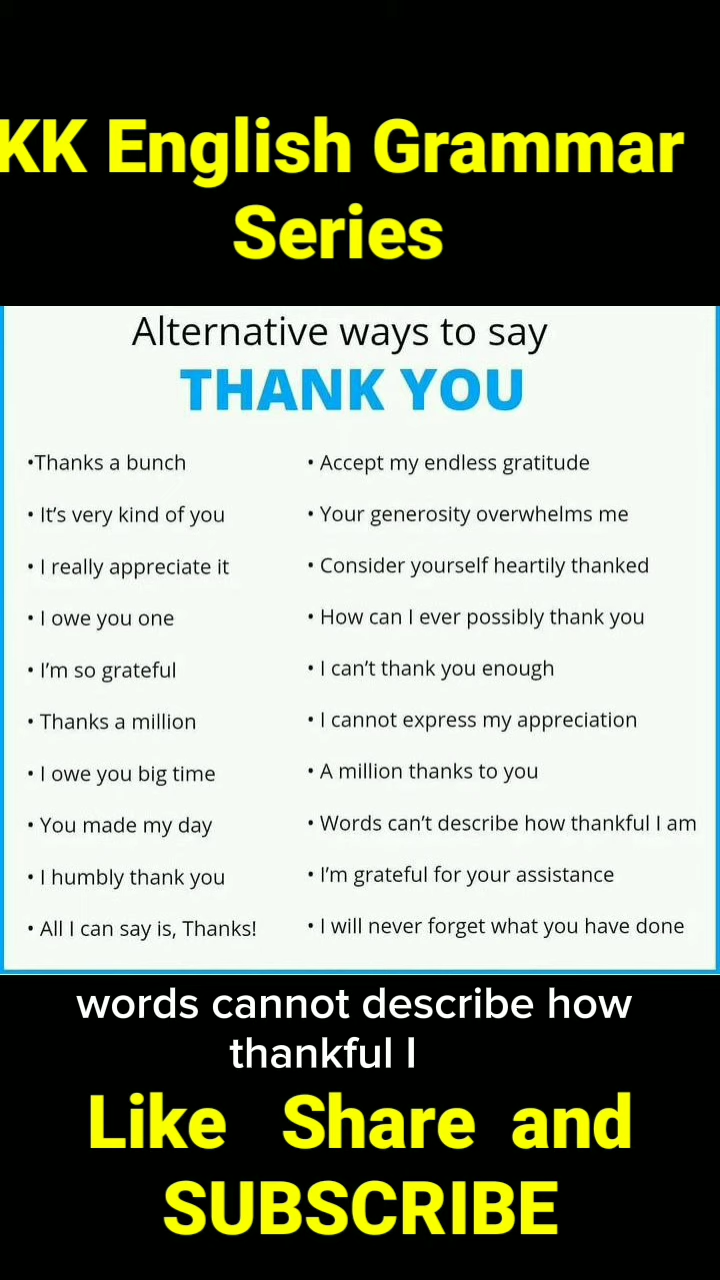 KK English Grammar
Series
Alternative ways to say
THANK YOU
•Thanks a bunch
• It's very kind of you
• I really appreciate it
• I owe you one
• I'm so grateful
• Thanks a million
• I owe you big time
• You made my day
• I humbly thank you
• All I can say is, Thanks!
• Accept my endless gratitude
• Your generosity overwhelms me
• Consider yourself heartily thanked
• How can I ever possibly thank you
• I can't thank you enough
• I cannot express my appreciation
• A million thanks to you
• Words can't describe how thankful I am
• I'm grateful for your assistance
• I will never forget what you have done
words cannot describe how
thankful I
Like Share and
SUBSCRIBE